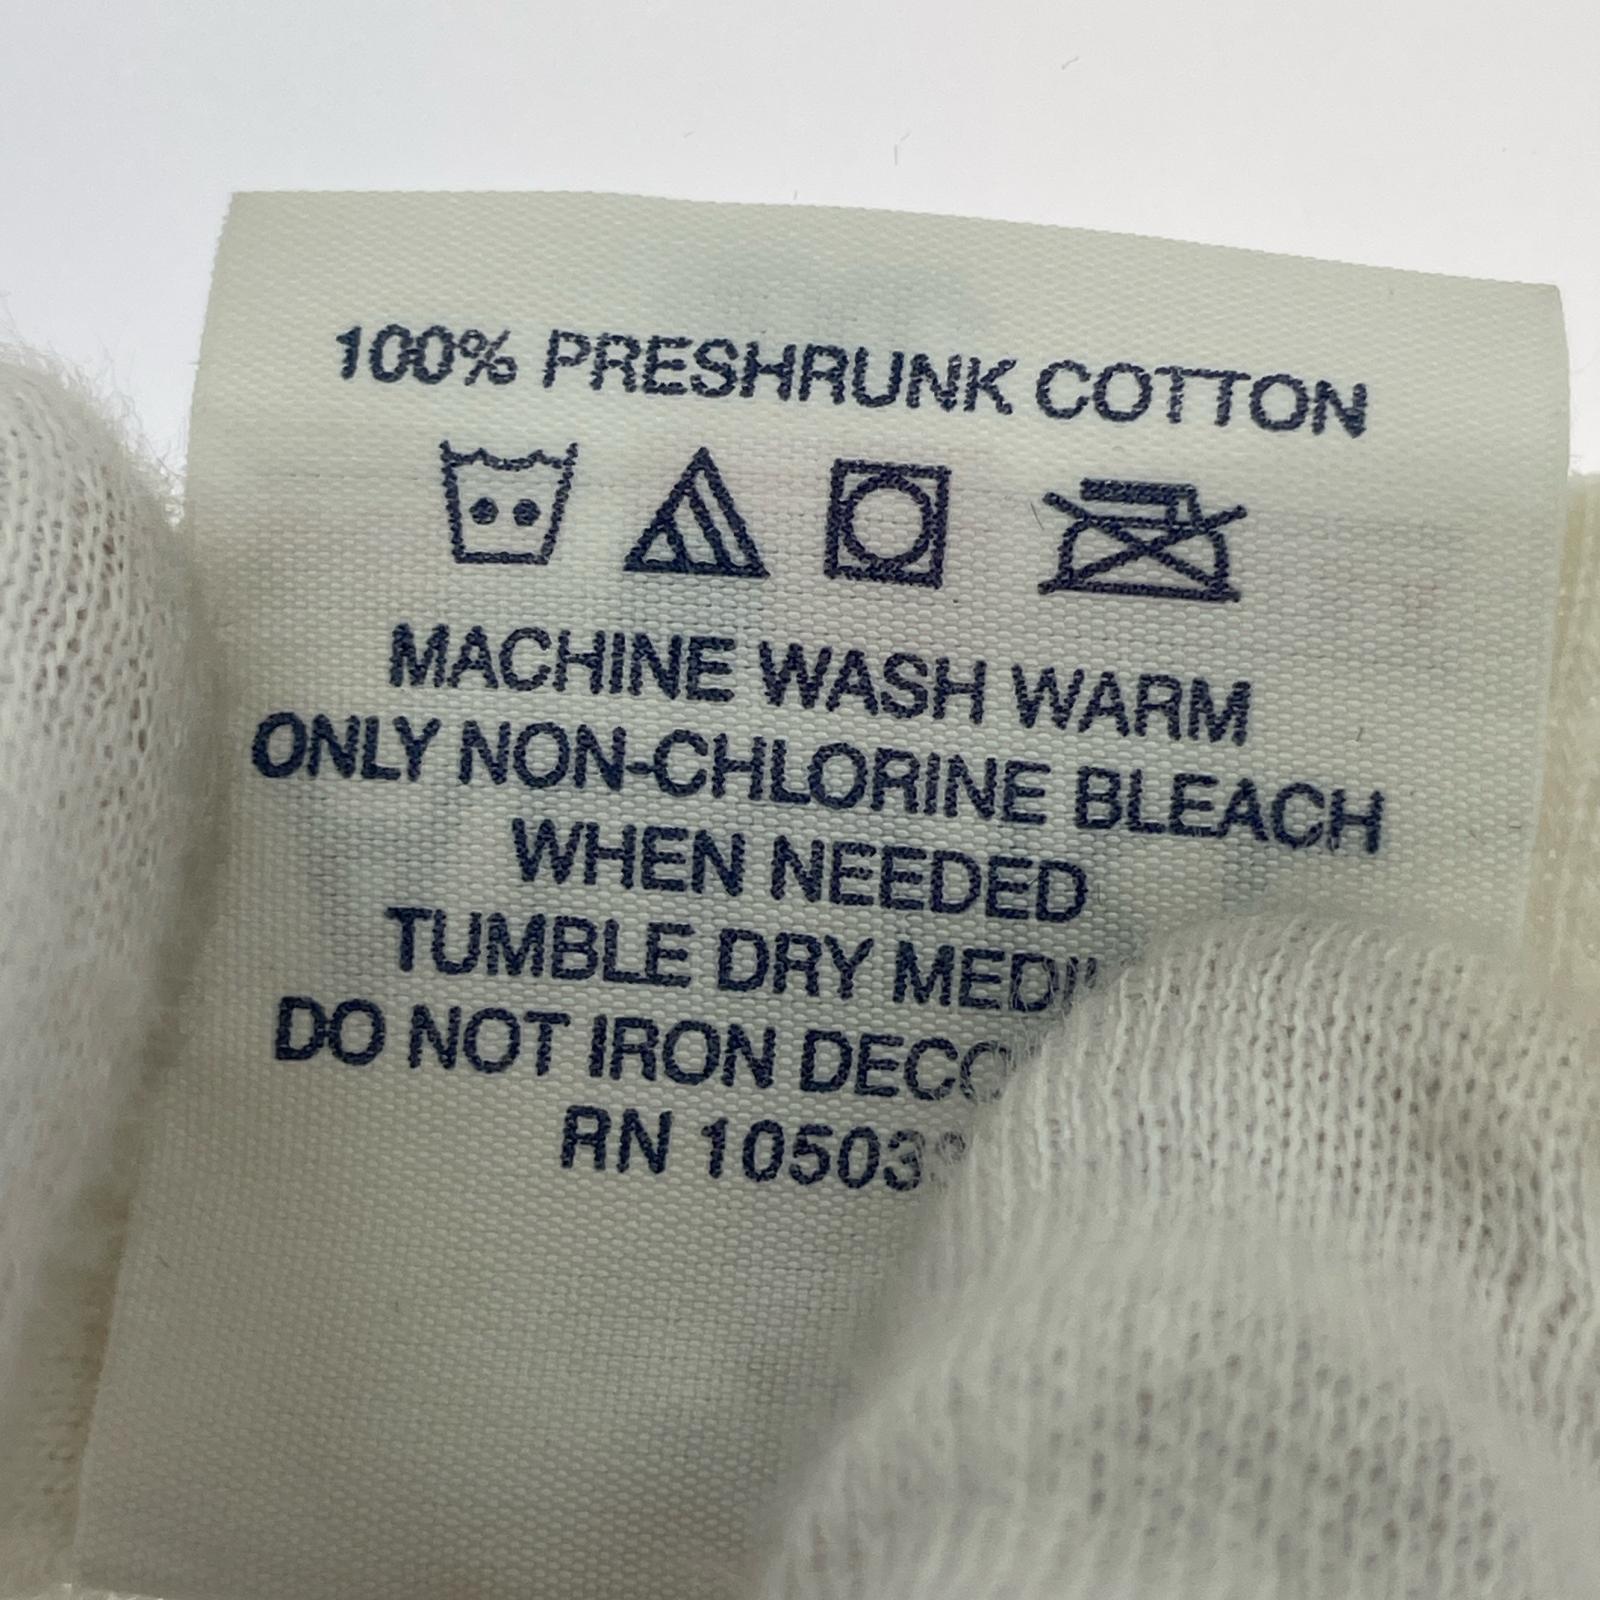 100% PRESHRUNK COTTON
MACHINE WASH WARM
ONLY NON-CHLORINE BLEACH
WHEN NEEDED
TUMBLE DRY
DO NOT IRON
RN